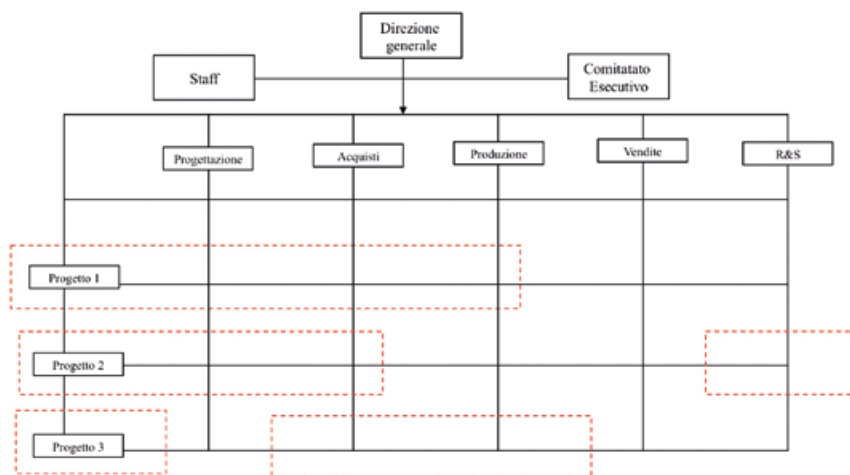 Direzione
generale
Staff
Comitatato
Esecutivo
Progettazione
Acquisti
Produzione
Vendite
R&S
Progetto 1
Progetto 2
Progetto 3